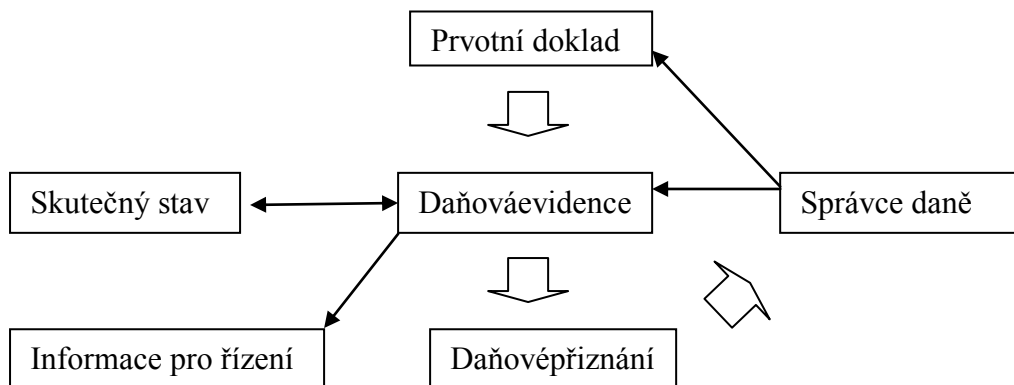 Prvotní doklad
Skutečný stav
Daňováevidence
Správce daně
Informace pro řízení
Daňovépřiznání